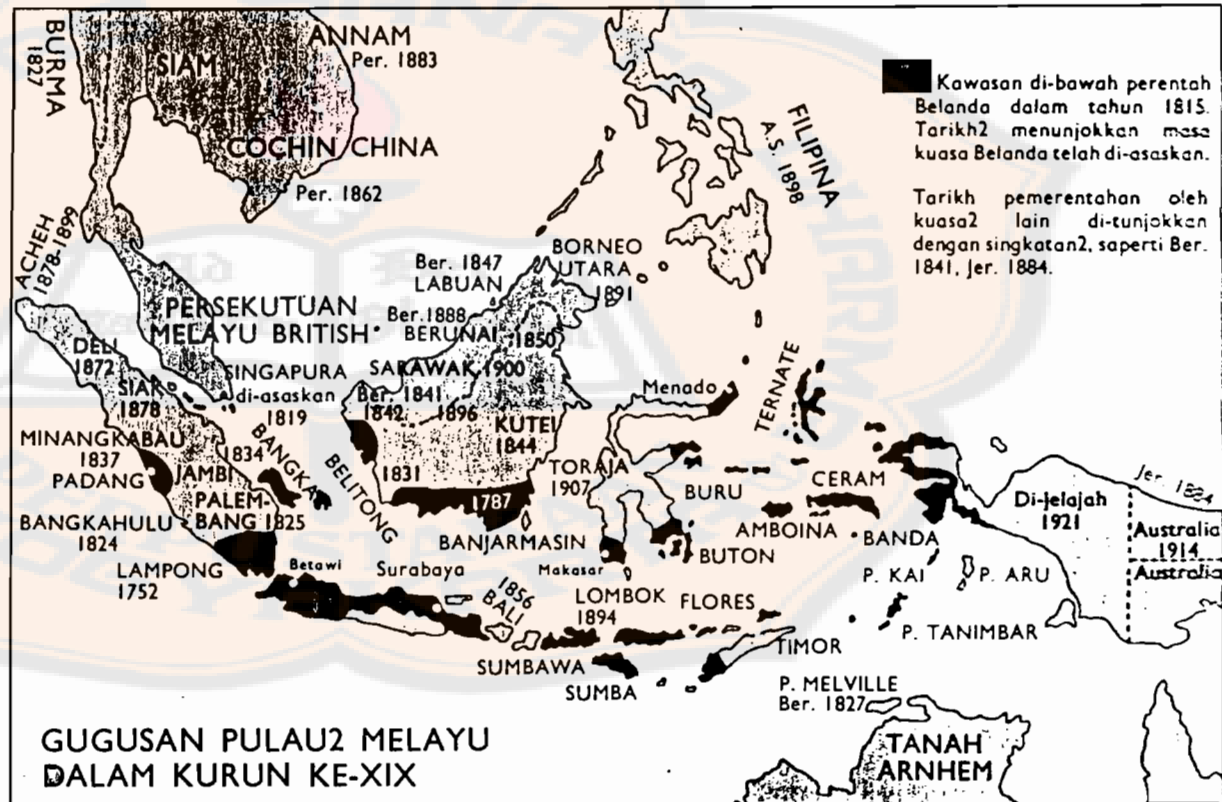 BURMA
1827
SIAM
ANNAM
Per. 1883
COCHIN CHINA
Per. 1862
FILIPINA
A.S. 1898
Kawasan di-bawah perentah
Belanda dalam tahun 1815.
Tarikh2 menunjokkan masa
kuasa Belanda telah di-asaskan.
Tarikh pemerentahan oleh
kuasa2 lain di-tunjokkan
dengan singkatan2, saperti Ber.
1841, Jer. 1884.
ACHEH
1878-1899
PERSEKUTUAN
MELAYU BRITISH
Ber. 1847
LABUAN
BORNEO
UTARA
1891
Ber. 1888
BERUNAI
1850
DELI
1872
SIAK
1878
SINGAPURA
di-asaskan
1819
SARAWAK 1900
Ber. 1841
1842
1896
KUTEI
1844
Menado
TERNATE
MINANGKABAU
1837
PADANG
JAMBI
1834
BANGKA
BELITONG
1831
1787
TORAJA
1907
BURU
CERAM
Di-jelajah
1921
Jer. 1884
Australia
1914
Australia
PALEM-
BANG 1825
BANGKAHULU
1824
LAMPONG
1752
BANJARMASIN
AMBOINA
BANDA
BUTON
Makasar
Betawi
Surabaya
1856
BALI
LOMBOK
1894
FLORES
P. KAI
P. ARU
P. TANIMBAR
TIMOR
SUMBAWA
SUMBA
P. MELVILLE
Ber. 1827
TANAH
ARNHEM
GUGUSAN PULAU2 MELAYU
DALAM KURUN KE-XIX